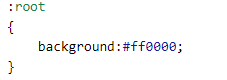 :root
{
    background:#ff0000;
}